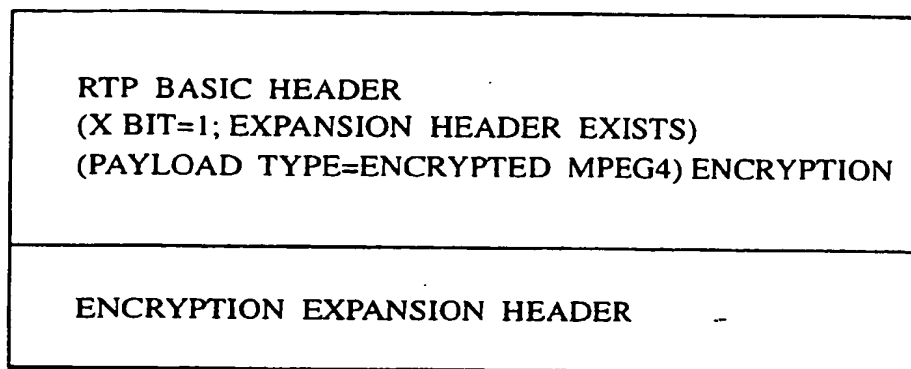 RTP BASIC HEADER
(X BIT=1; EXPANSION HEADER EXISTS)
(PAYLOAD TYPE=ENCRYPTED MPEG4) ENCRYPTION
ENCRYPTION EXPANSION HEADER